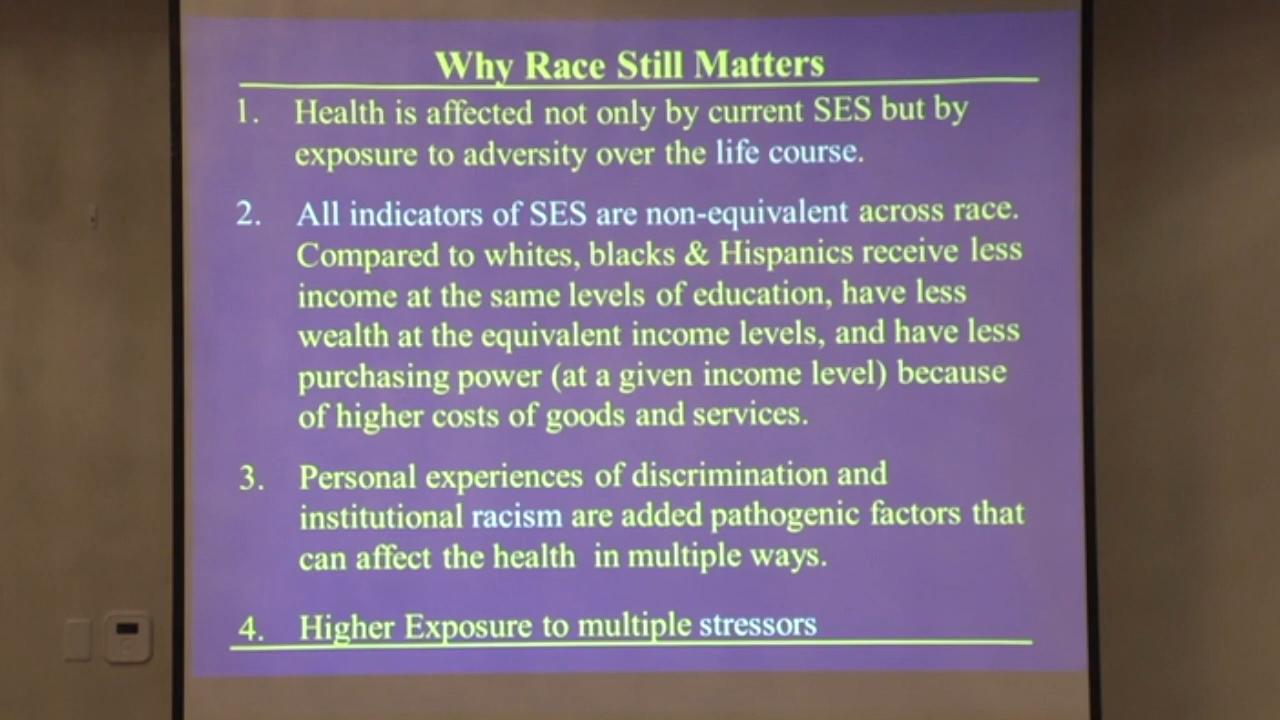 Why Race Still Matters
1. Health is affected not only by current SES but by
exposure to adversity over the life course.
2. All indicators of SES are non-equivalent across race.
Compared to whites, blacks & Hispanics receive less
income at the same levels of education, have less
wealth at the equivalent income levels, and have less
purchasing power (at a given income level) because
of higher costs of goods and services.
3. Personal experiences of discrimination and
institutional racism are added pathogenic factors that
can affect the health in multiple ways.
4. Higher Exposure to multiple stressors